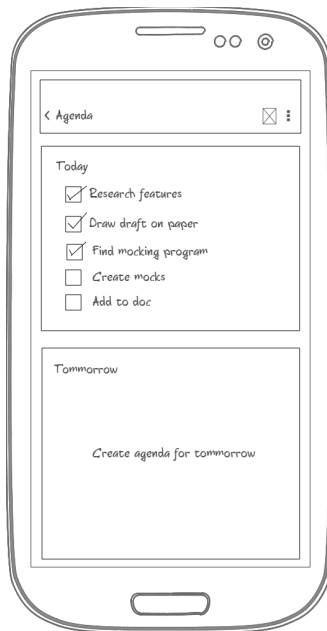 < Agenda
Today
Research features
Draw draft on paper
Find mocking program
Create mocks
Add to doc
Tommorrow
Create agenda for tommorrow